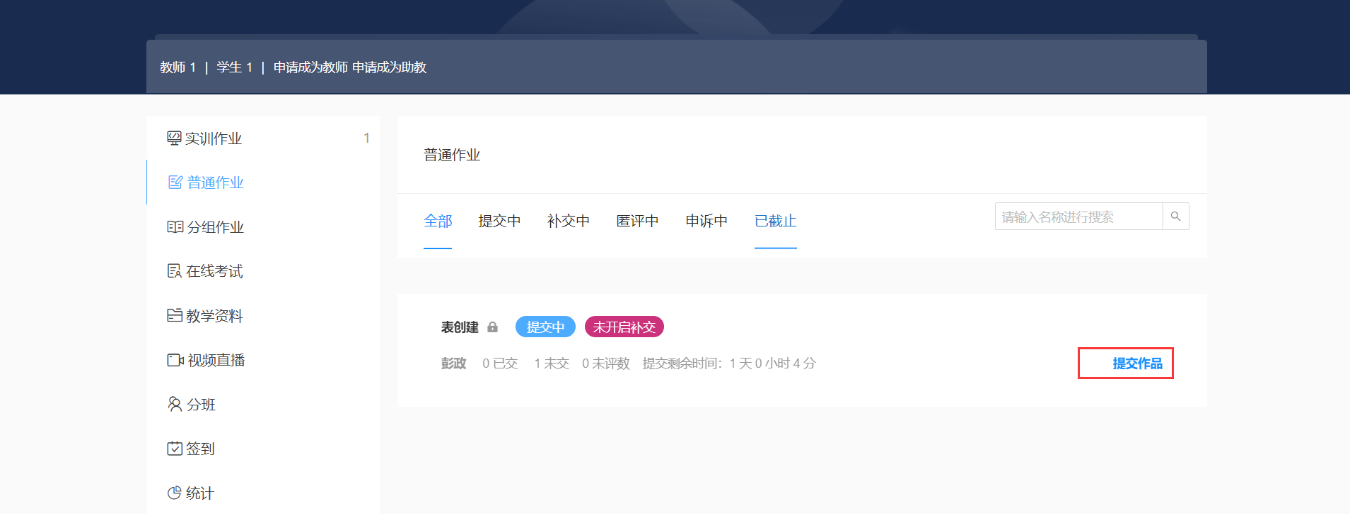 教师 1 | 学生 1 | 申请成为教师 申请成为助教
实训作业 1
普通作业
分组作业
在线考试
教学资料
视频直播
分班
签到
统计
普通作业
全部 提交中 补交中 匿评中 申诉中 已截止
请输入名称进行搜索
表创建 提交中 未开启补交
彭政 0 已交 1 未交 0 未评数 提交剩余时间：1 天 0 小时 4 分
提交作品